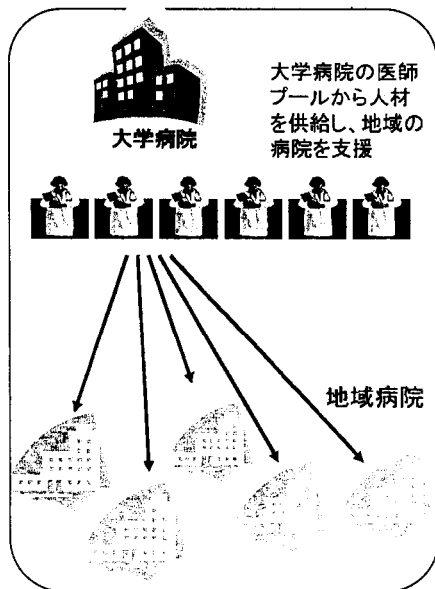 大学病院の医師
プールから人材
を供給し、地域の
病院を支援
大学病院
地域病院